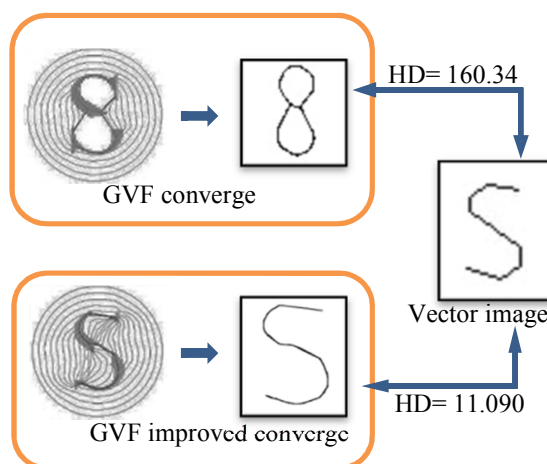 HD= 160.34
GVF converge
Vector image
HD= 11.090
GVF improved converge